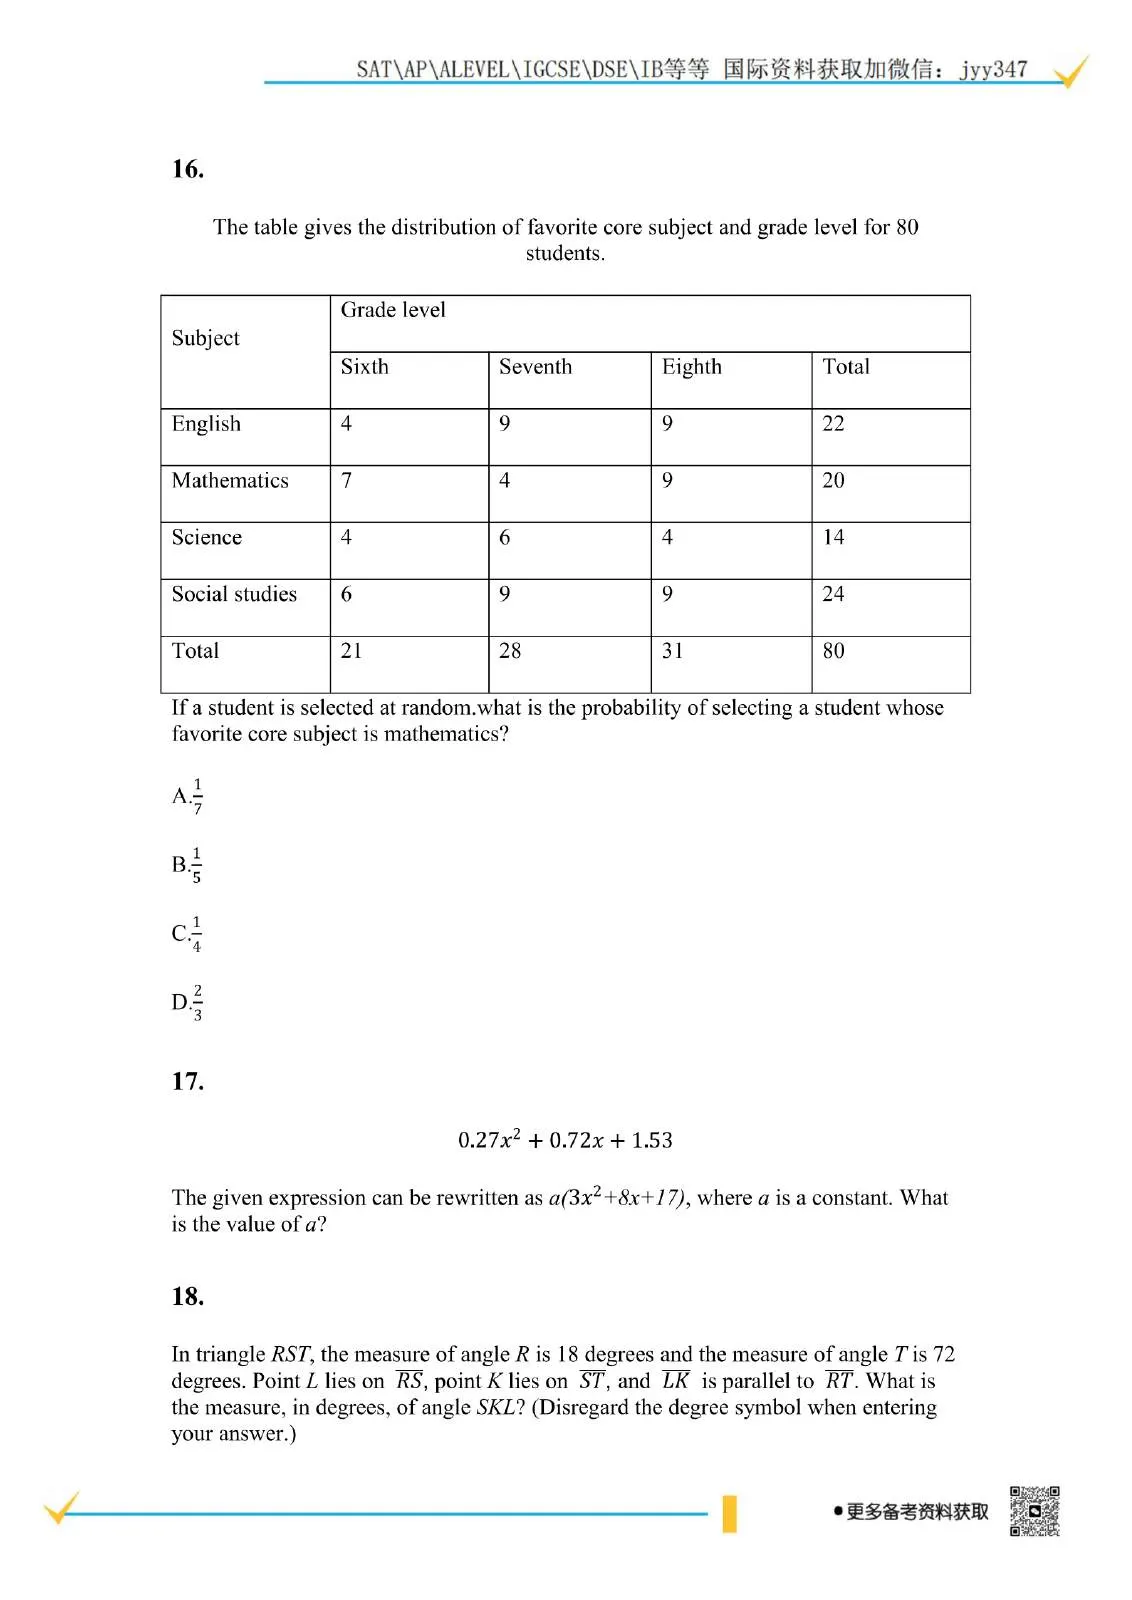 SAT\AP\ALEVEL\IGCSE\DSE\IB等等 国际资料获取加微信：jyy347
16.
The table gives the distribution of favorite core subject and grade level for 80
students.
Subject
Grade level
Sixth Seventh Eighth Total
English 4 9 9 22
Mathematics 7 4 9 20
Science 4 6 4 14
Social studies 6 9 9 24
Total 21 28 31 80
If a student is selected at random.what is the probability of selecting a student whose
favorite core subject is mathematics?
A.1/7
B.1/5
C.1/4
D.2/3
17.
0.27x² + 0.72x + 1.53
The given expression can be rewritten as a(3x²+8x+17), where a is a constant. What
is the value of a?
18.
In triangle RST, the measure of angle R is 18 degrees and the measure of angle T is 72
degrees. Point L lies on R̅S̅, point K lies on S̅T̅, and L̅K̅ is parallel to R̅T̅. What is
the measure, in degrees, of angle SKL? (Disregard the degree symbol when entering
your answer.)
•更多备考资料获取